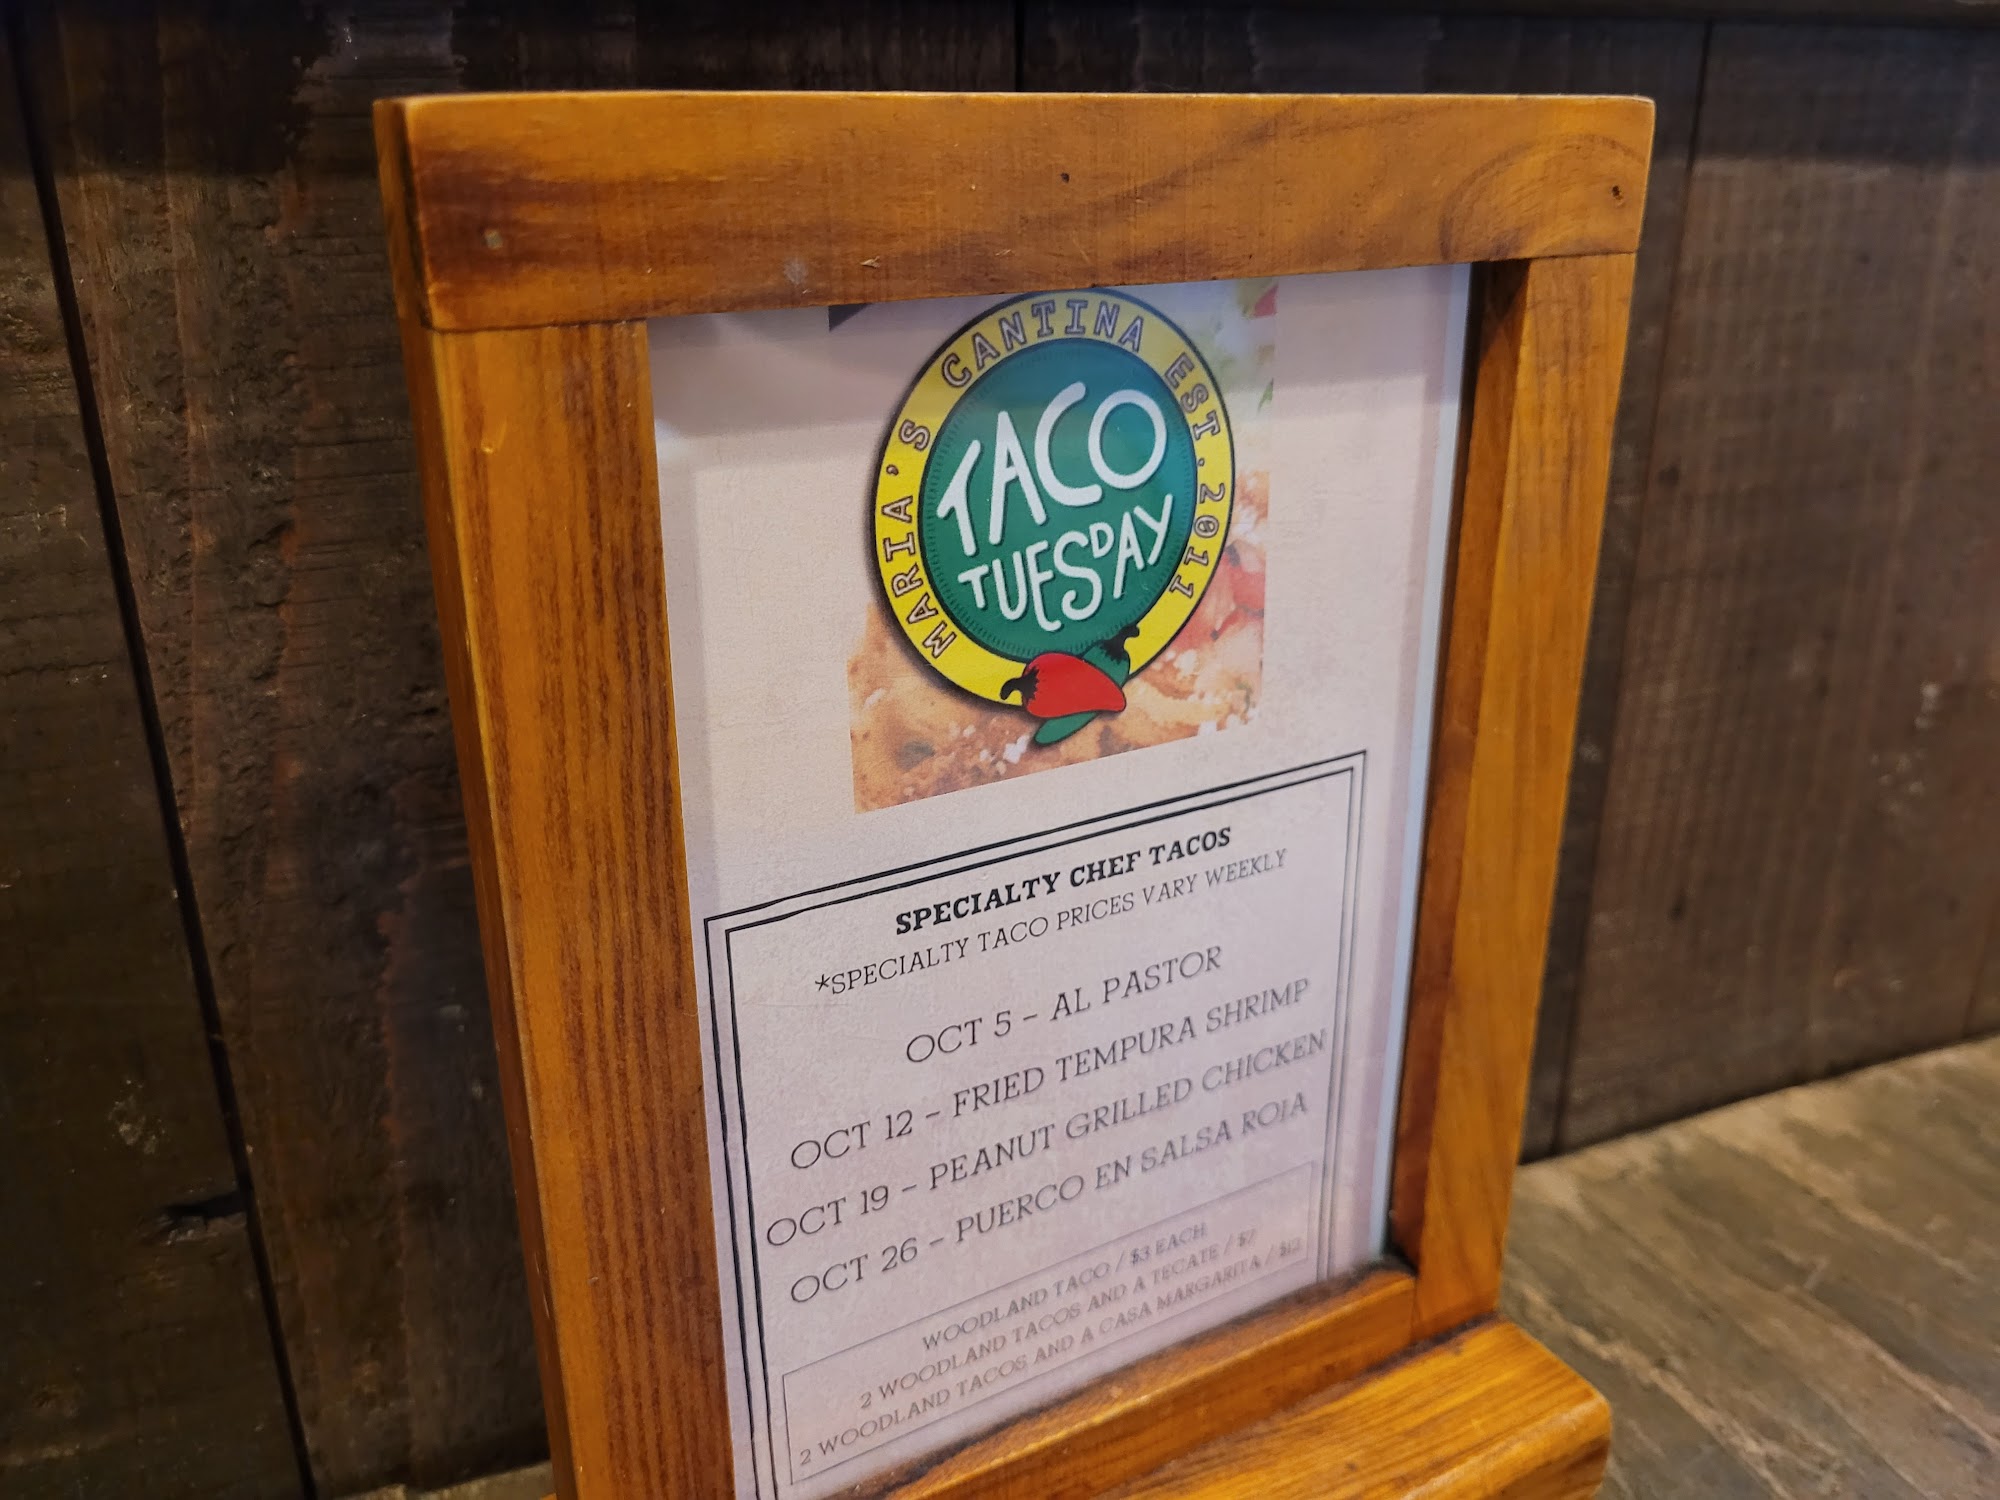 MARIA'S CANTINA EST. 2011
TACO
TUESDAY
SPECIALTY CHEF TACOS
*SPECIALTY TACO PRICES VARY WEEKLY
OCT 5 - AL PASTOR
OCT 12 - FRIED TEMPURA SHRIMP
OCT 19 - PEANUT GRILLED CHICKEN
OCT 26 - PUERCO EN SALSA ROJA
WOODLAND TACO / $3 EACH
2 WOODLAND TACOS AND A TECATE / $7
2 WOODLAND TACOS AND A CASA MARGARITA /